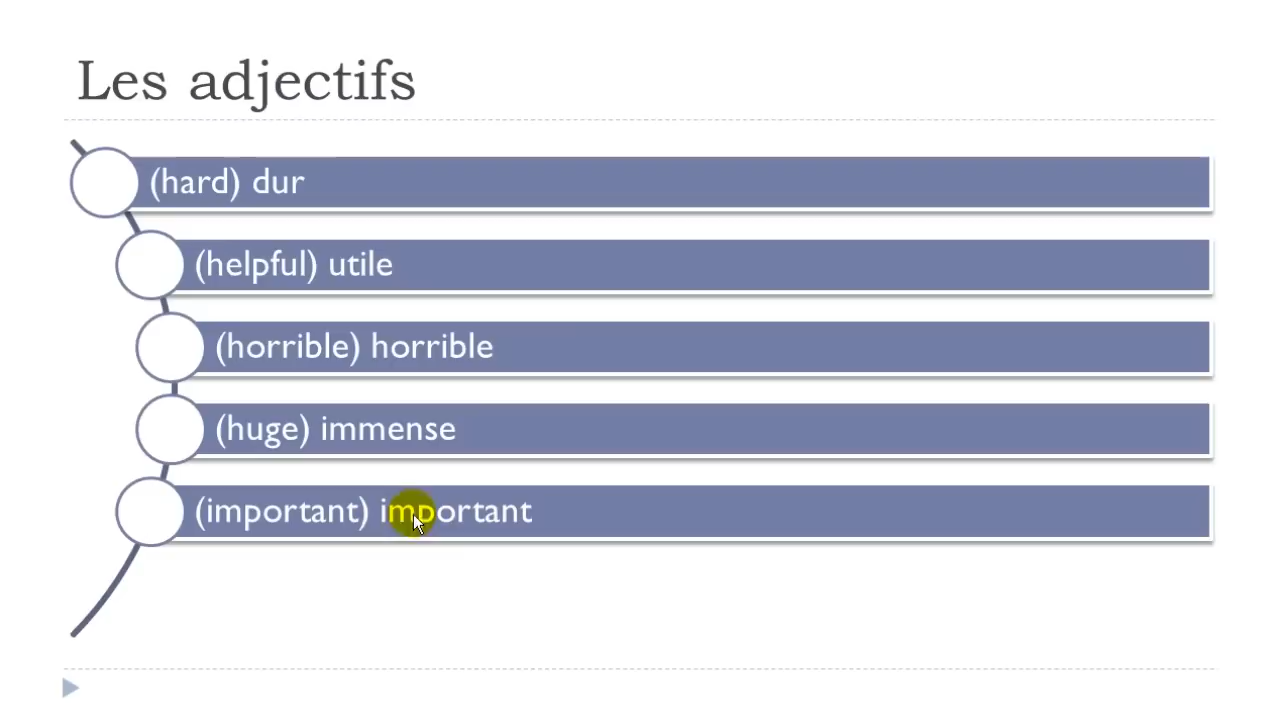 Les adjectifs
(hard) dur
(helpful) utile
(horrible) horrible
(huge) immense
(important) important